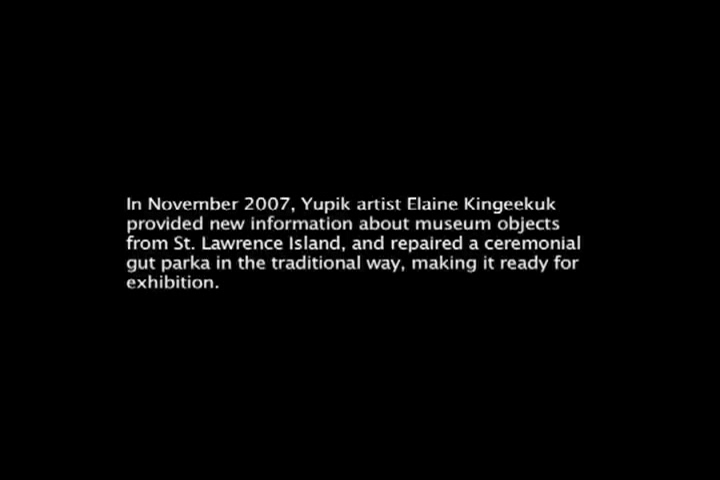 In November 2007, Yupik artist Elaine Kingeekuk
provided new information about museum objects
from St. Lawrence Island, and repaired a ceremonial
gut parka in the traditional way, making it ready for
exhibition.